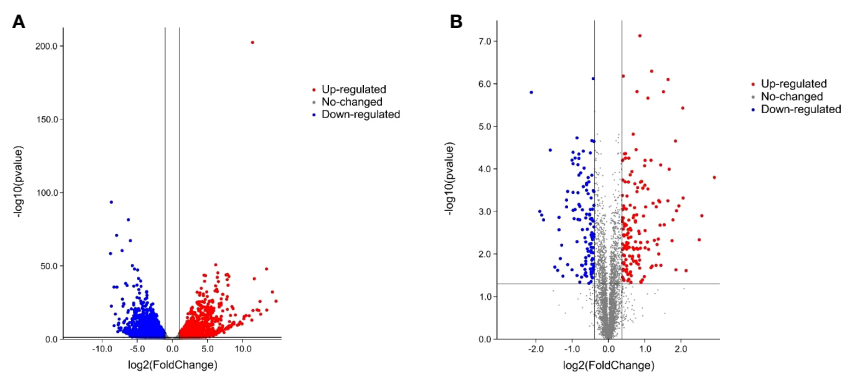 A
200.0
150.0
100.0
50.0
0.0
-10.0
-5.0
0.0
5.0
10.0
-log10(pvalue)
log2(FoldChange)
Up-regulated
No-changed
Down-regulated
B
7.0
6.0
5.0
4.0
3.0
2.0
1.0
0.0
-2.0
-1.0
0.0
1.0
2.0
-log10(pvalue)
log2(FoldChange)
Up-regulated
No-changed
Down-regulated